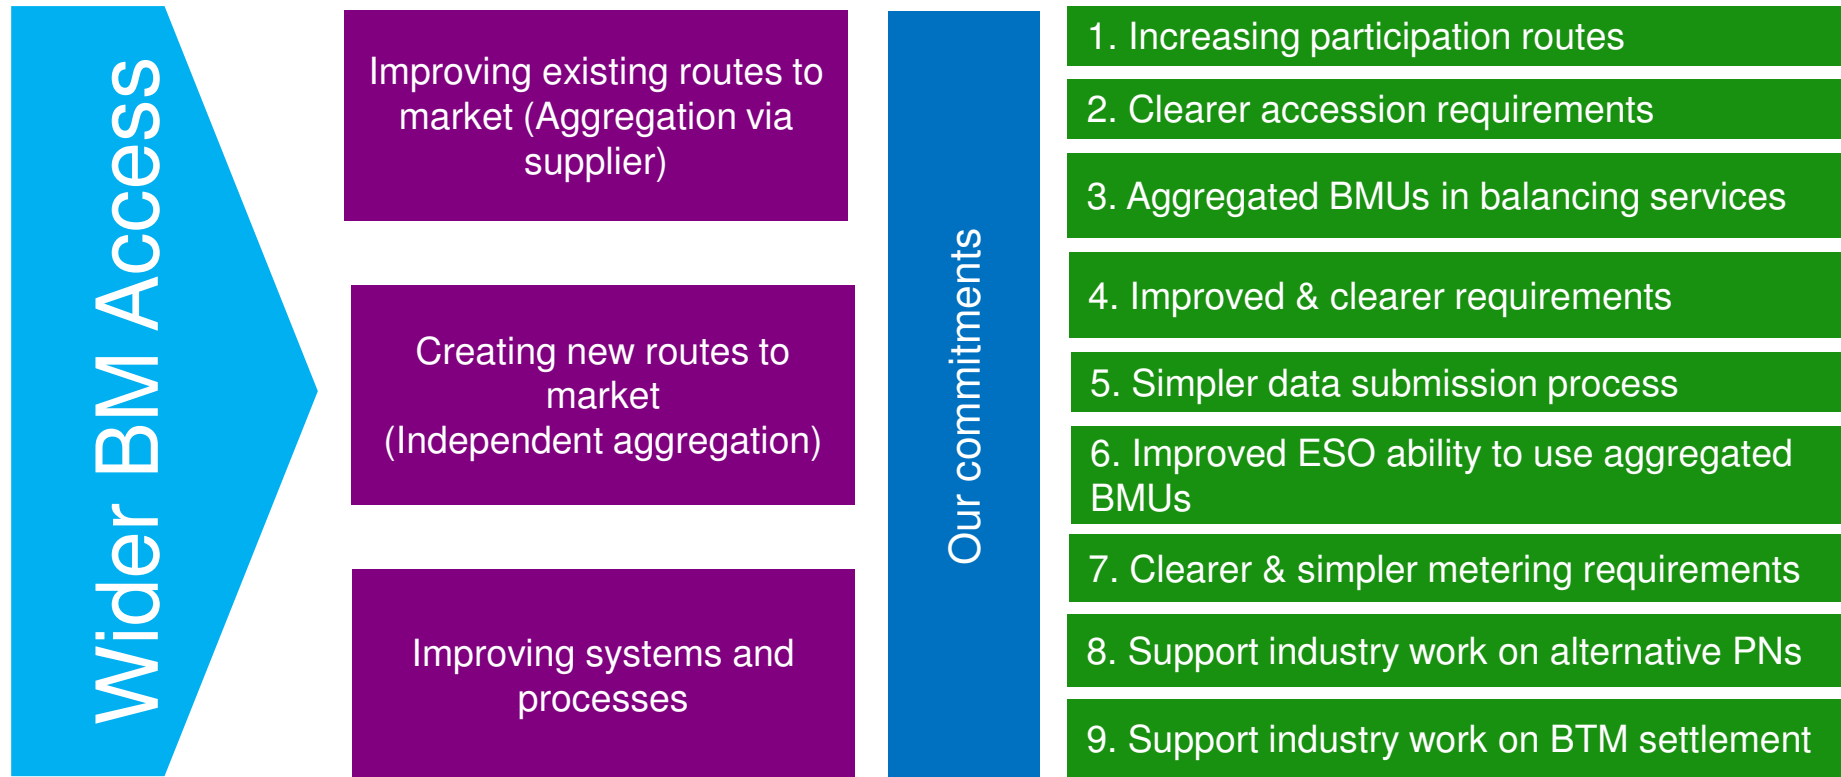 Wider BM Access
Improving existing routes to
market (Aggregation via
supplier)
Creating new routes to
market
(Independent aggregation)
Improving systems and
processes
Our commitments
1. Increasing participation routes
2. Clearer accession requirements
3. Aggregated BMUs in balancing services
4. Improved & clearer requirements
5. Simpler data submission process
6. Improved ESO ability to use aggregated
BMUs
7. Clearer & simpler metering requirements
8. Support industry work on alternative PNs
9. Support industry work on BTM settlement